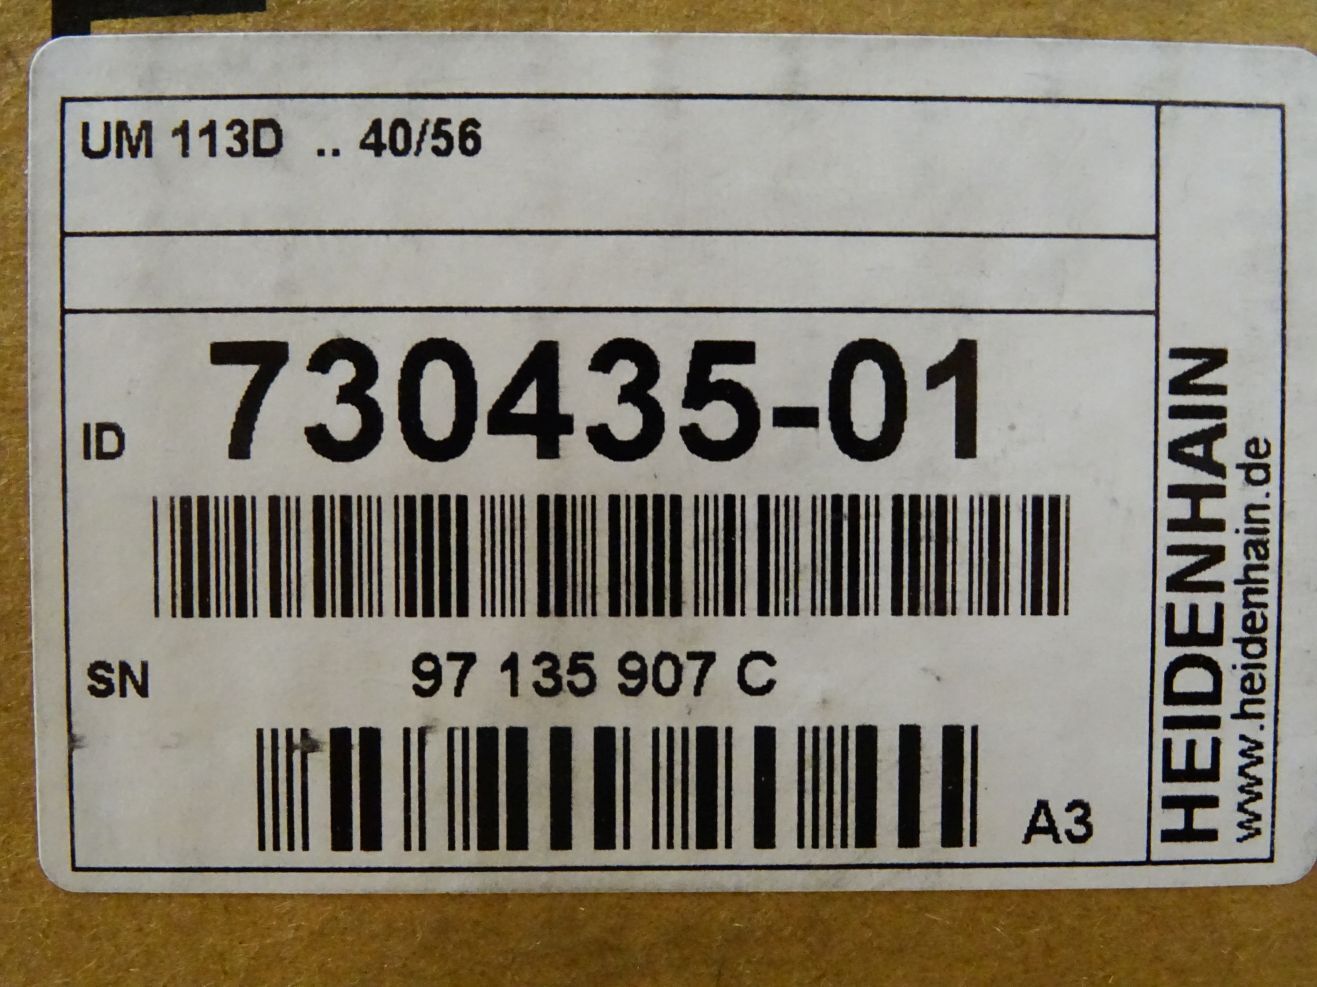 UM 113D .. 40/56
ID 730435-01
SN 97 135 907 C
A3
HEIDENHAIN
www.heidenhain.de